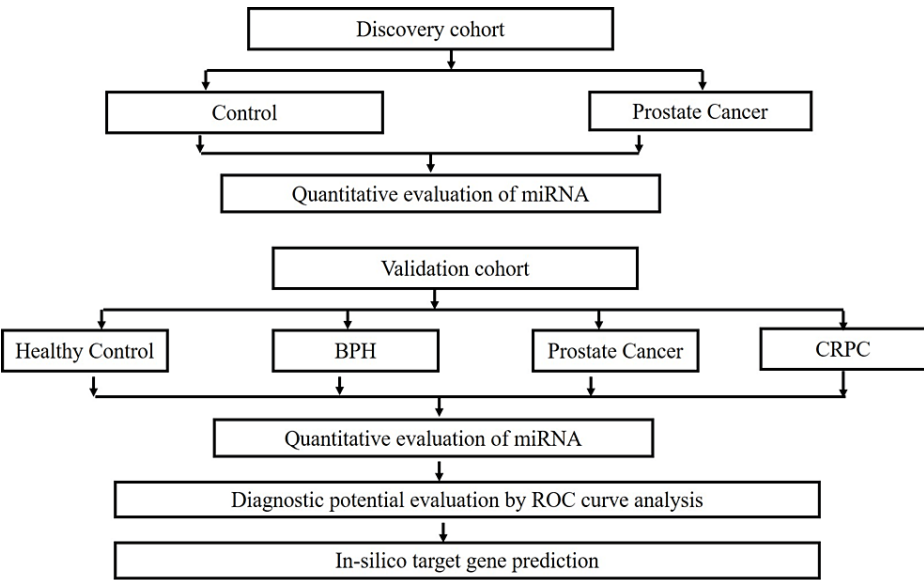 Discovery cohort
Control
Prostate Cancer
Quantitative evaluation of miRNA
Validation cohort
Healthy Control
BPH
Prostate Cancer
CRPC
Quantitative evaluation of miRNA
Diagnostic potential evaluation by ROC curve analysis
In-silico target gene prediction